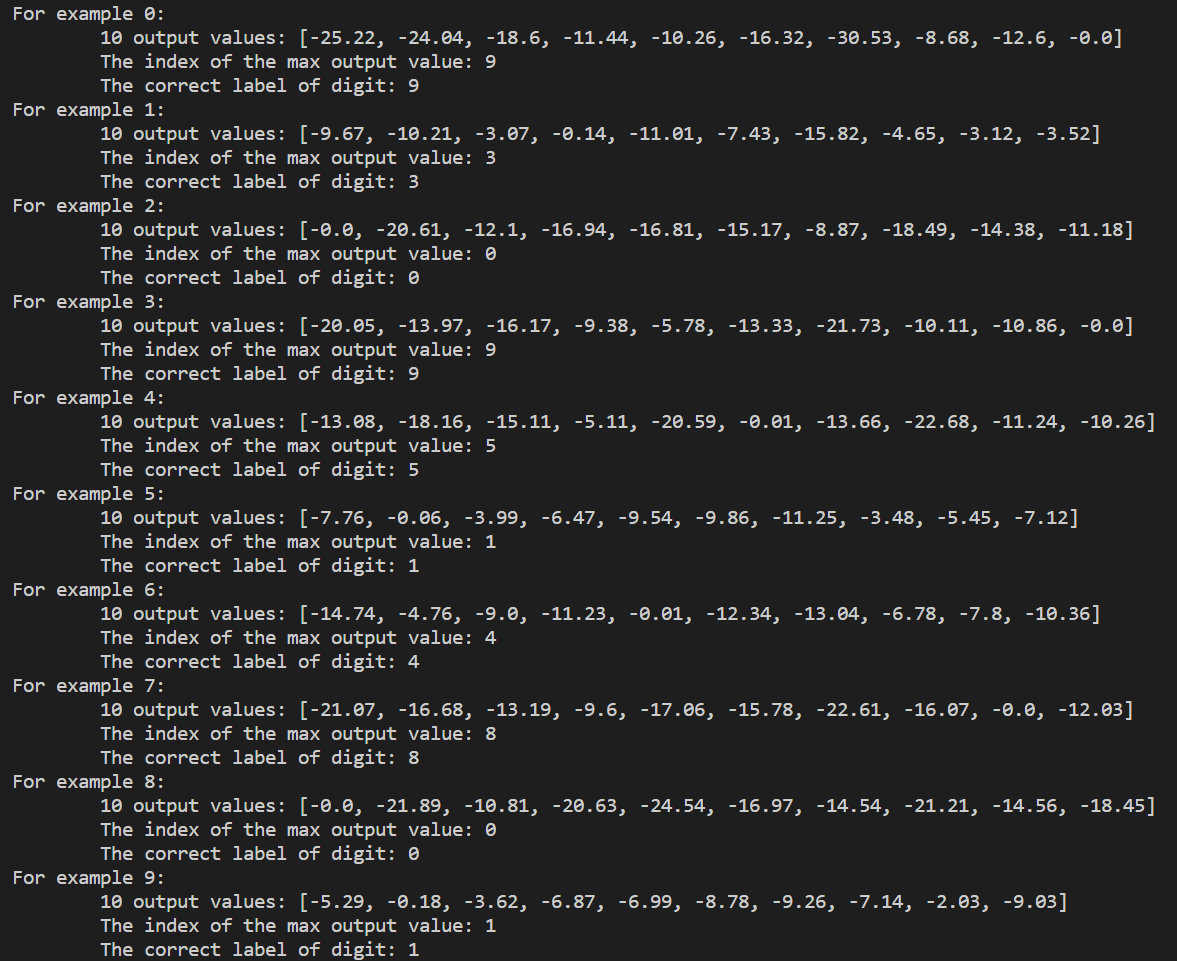 For example 0:
10 output values: [-25.22, -24.04, -18.6, -11.44, -10.26, -16.32, -30.53, -8.68, -12.6, -0.0]
The index of the max output value: 9
The correct label of digit: 9
For example 1:
10 output values: [-9.67, -10.21, -3.07, -0.14, -11.01, -7.43, -15.82, -4.65, -3.12, -3.52]
The index of the max output value: 3
The correct label of digit: 3
For example 2:
10 output values: [-0.0, -20.61, -12.1, -16.94, -16.81, -15.17, -8.87, -18.49, -14.38, -11.18]
The index of the max output value: 0
The correct label of digit: 0
For example 3:
10 output values: [-20.05, -13.97, -16.17, -9.38, -5.78, -13.33, -21.73, -10.11, -10.86, -0.0]
The index of the max output value: 9
The correct label of digit: 9
For example 4:
10 output values: [-13.08, -18.16, -15.11, -5.11, -20.59, -0.01, -13.66, -22.68, -11.24, -10.26]
The index of the max output value: 5
The correct label of digit: 5
For example 5:
10 output values: [-7.76, -0.06, -3.99, -6.47, -9.54, -9.86, -11.25, -3.48, -5.45, -7.12]
The index of the max output value: 1
The correct label of digit: 1
For example 6:
10 output values: [-14.74, -4.76, -9.0, -11.23, -0.01, -12.34, -13.04, -6.78, -7.8, -10.36]
The index of the max output value: 4
The correct label of digit: 4
For example 7:
10 output values: [-21.07, -16.68, -13.19, -9.6, -17.06, -15.78, -22.61, -16.07, -0.0, -12.03]
The index of the max output value: 8
The correct label of digit: 8
For example 8:
10 output values: [-0.0, -21.89, -10.81, -20.63, -24.54, -16.97, -14.54, -21.21, -14.56, -18.45]
The index of the max output value: 0
The correct label of digit: 0
For example 9:
10 output values: [-5.29, -0.18, -3.62, -6.87, -6.99, -8.78, -9.26, -7.14, -2.03, -9.03]
The index of the max output value: 1
The correct label of digit: 1